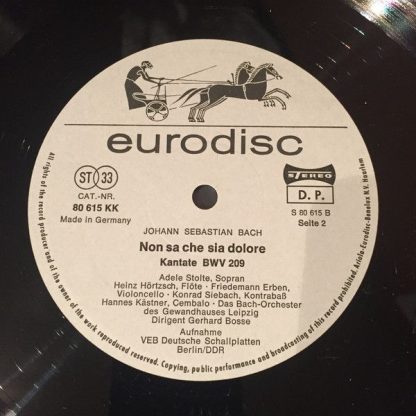 eurodisc
ST 33
CAT.-NR.
80 615 KK
Made in Germany
STEREO
D. P.
S 80 615 B
Seite 2
JOHANN SEBASTIAN BACH
Non sa che sia dolore
Kantate BWV 209
Adele Stolte, Sopran
Heinz Hörtzsch, Flöte · Friedemann Erben,
Violoncello · Konrad Siebach, Kontrabaß
Hannes Kästner, Cembalo · Das Bach-Orchester
des Gewandhauses Leipzig
Dirigent Gerhard Bosse
Aufnahme
VEB Deutsche Schallplatten
Berlin/DDR
All rights of the record producer and of the owner of the work reproduced reserved. Copying, public performance and broadcasting of this record prohibited. Ariola-Eurodisc-Benelux N.V. Haarlem